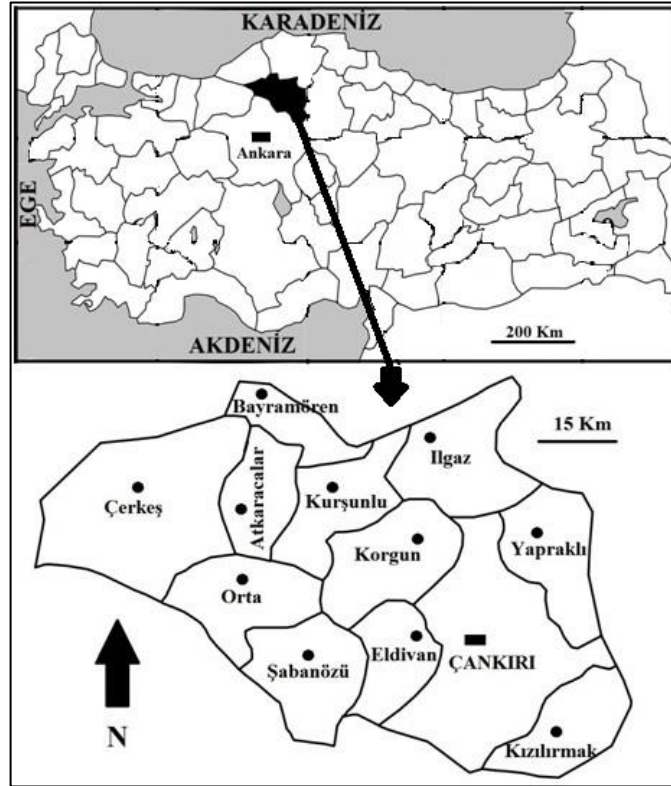 KARADENİZ
Ankara
EGE
200 Km
AKDENİZ
Bayramören
15 Km
Ilgaz
Çerkeş
Atkaracalar
Kurşunlu
Korgun
Yapraklı
Orta
Eldivan
ÇANKIRI
Şabanözü
N
Kızılırmak